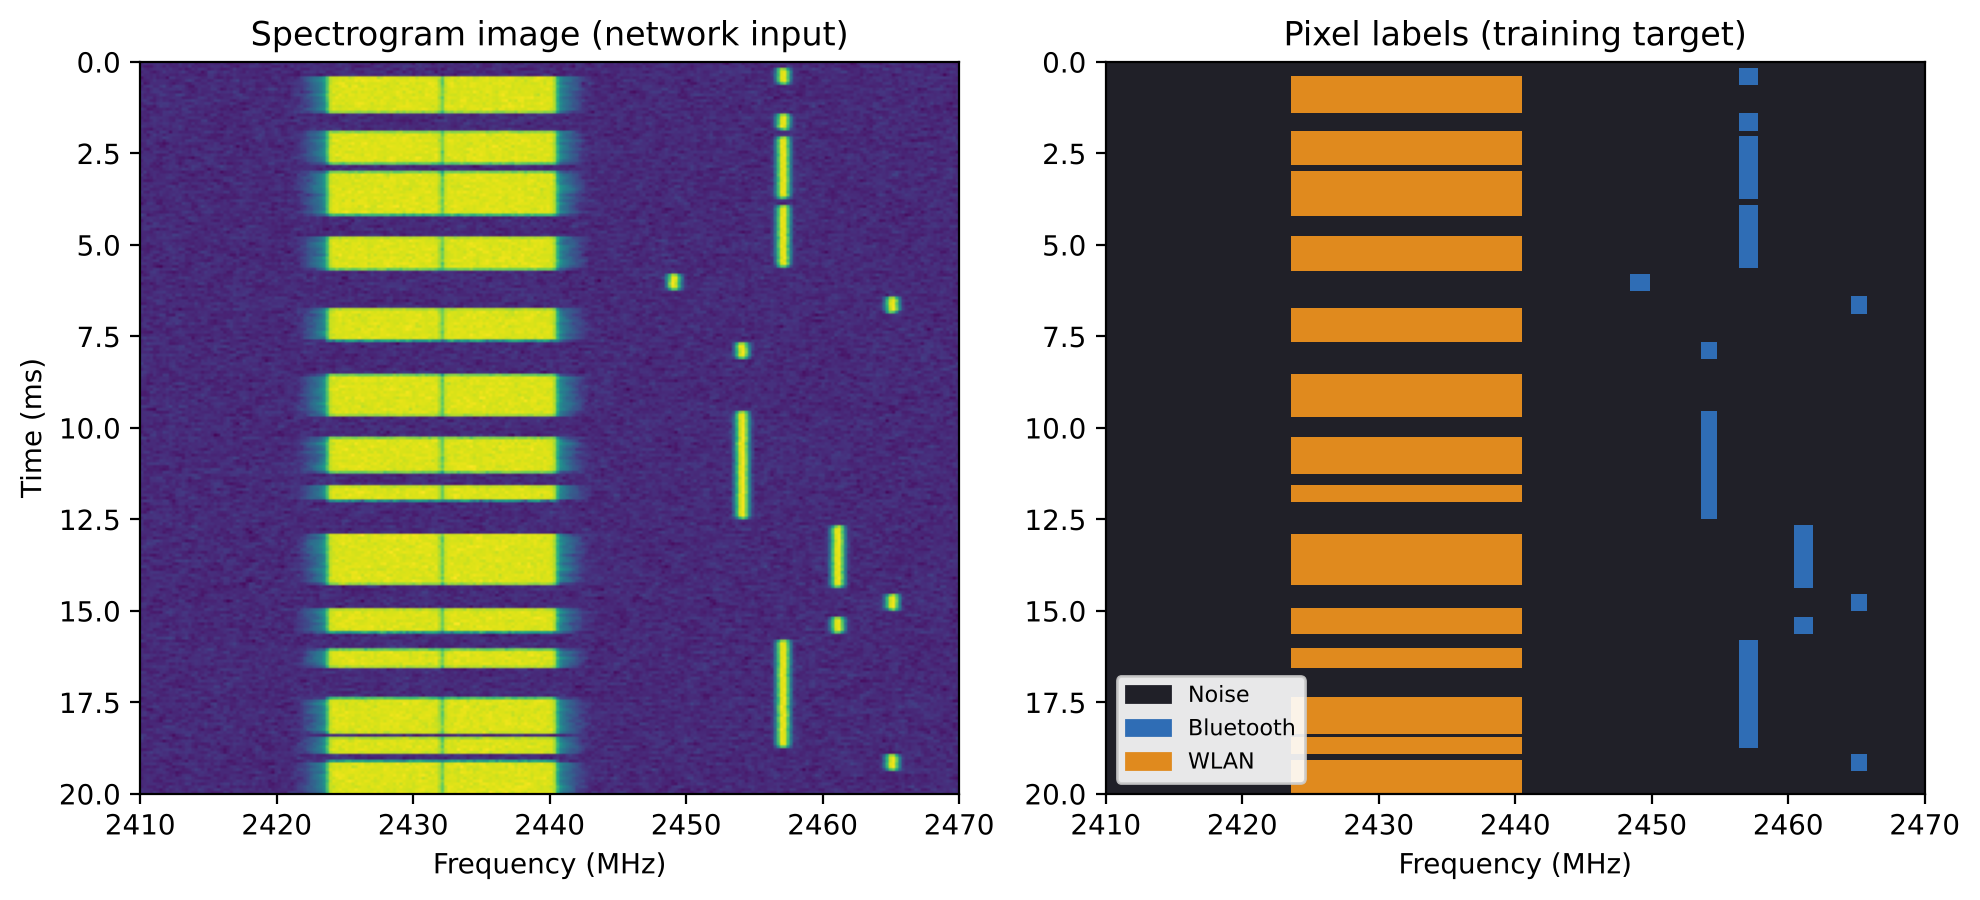 Spectrogram image (network input)
0.0
2.5
5.0
7.5
10.0
12.5
15.0
17.5
20.0
Time (ms)
2410 2420 2430 2440 2450 2460 2470
Frequency (MHz)
Pixel labels (training target)
0.0
2.5
5.0
7.5
10.0
12.5
15.0
17.5
20.0
Noise
Bluetooth
WLAN
2410 2420 2430 2440 2450 2460 2470
Frequency (MHz)